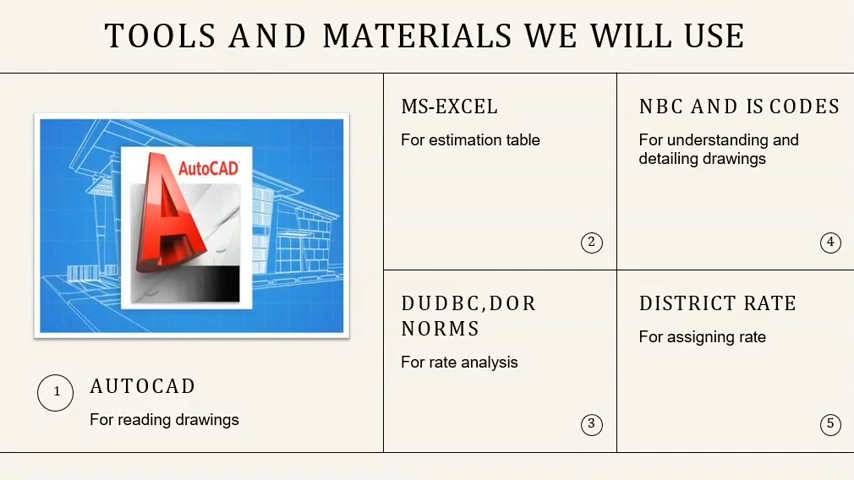 TOOLS AND MATERIALS WE WILL USE
AutoCAD
1
AUTOCAD
For reading drawings
MS-EXCEL
For estimation table
2
DUDBC,DOR
NORMS
For rate analysis
3
NBC AND IS CODES
For understanding and
detailing drawings
4
DISTRICT RATE
For assigning rate
5